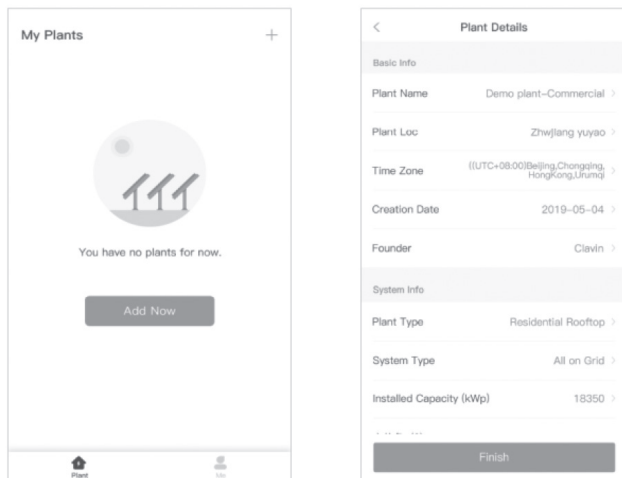 My Plants
You have no plants for now.
Add Now
Plant
Me
Plant Details
Basic Info
Plant Name Demo plant-Commercial
Plant Loc Zhwjlang yuyao
Time Zone ((UTC+08:00)Beijing,Chongqing,
HongKong,Urumqi
Creation Date 2019-05-04
Founder Clavin
System Info
Plant Type Residential Rooftop
System Type All on Grid
Installed Capacity (kWp) 18350
Finish